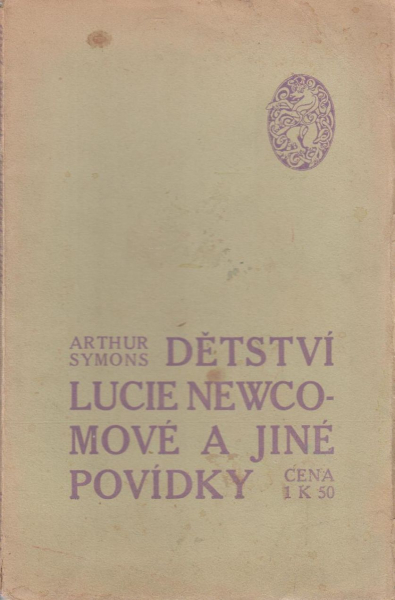 ARTHUR
SYMONS DĚTSTVÍ
LUCIE NEWCO-
MOVÉ A JINÉ
POVÍDKY CENA
1 K 50